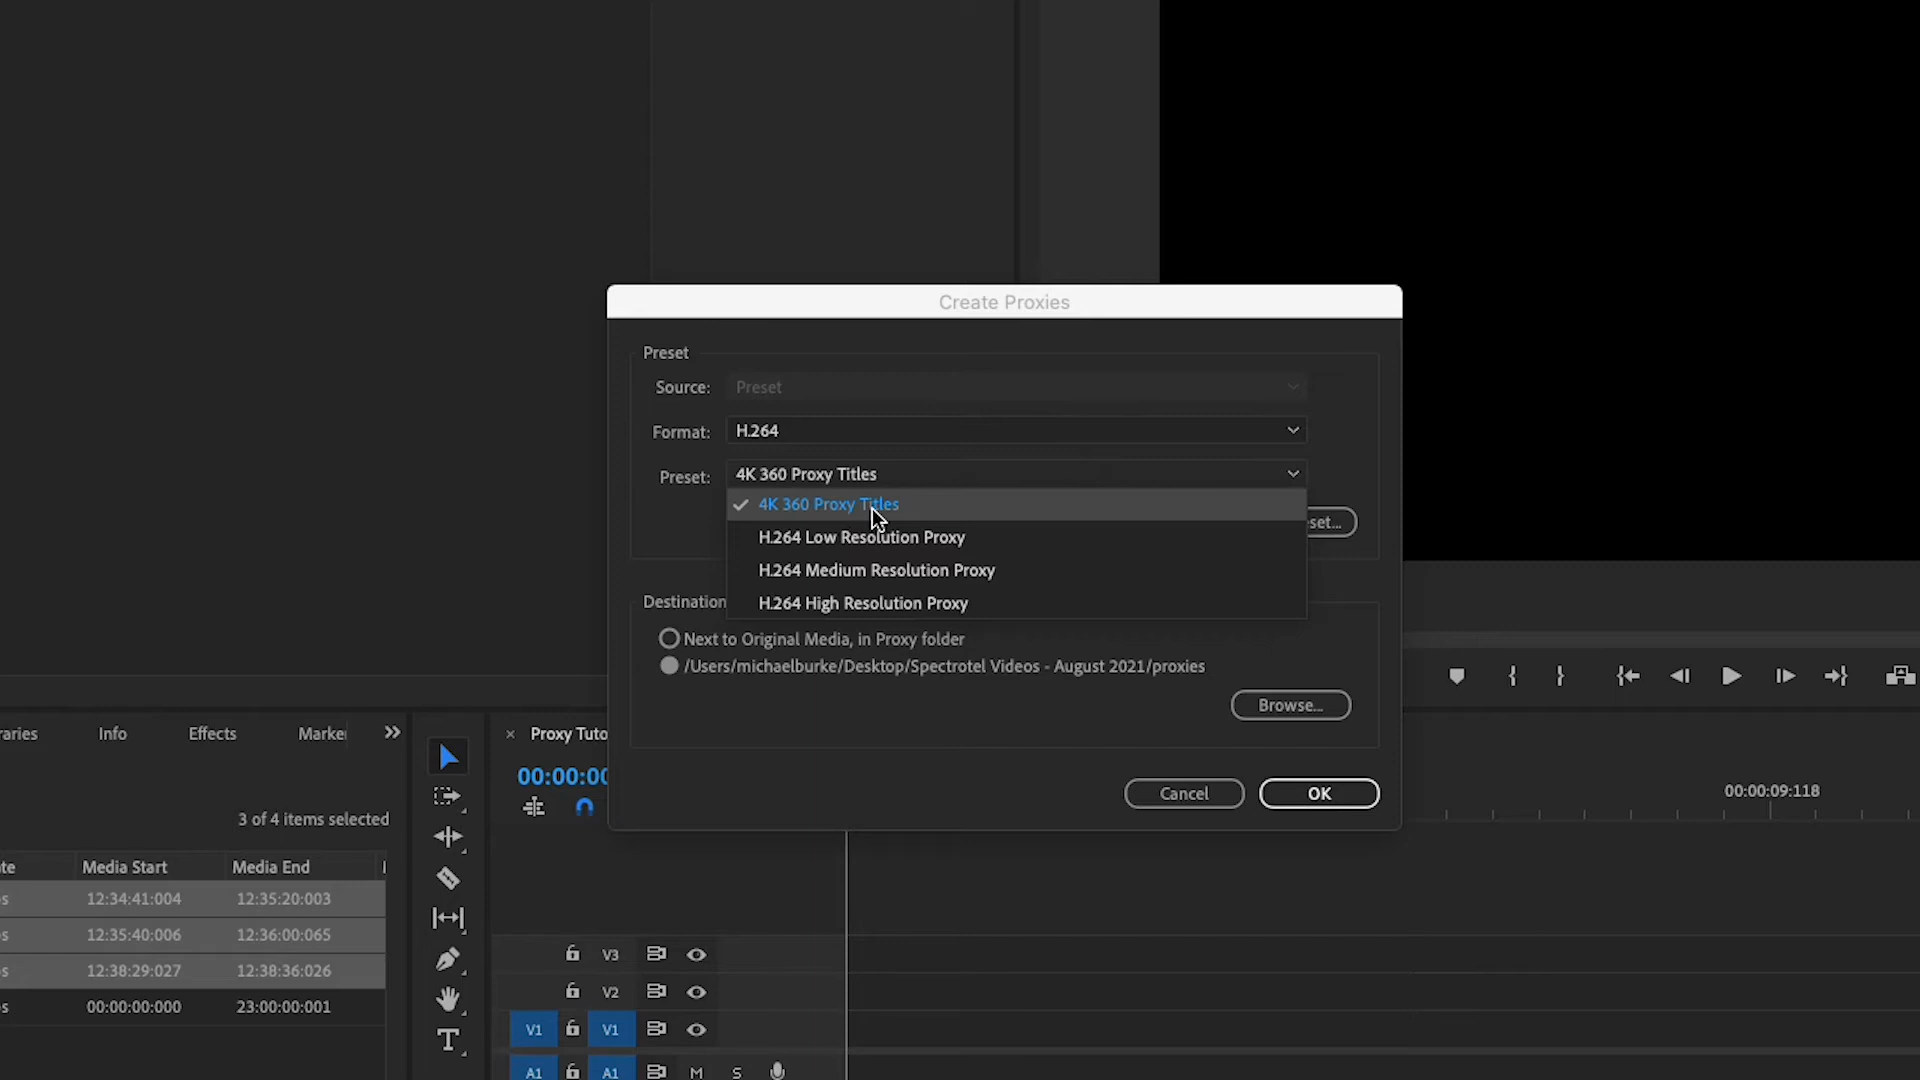 Create Proxies
Preset
Source: Preset
Format: H.264
Preset: 4K 360 Proxy Titles
4K 360 Proxy Titles
H.264 Low Resolution Proxy
H.264 Medium Resolution Proxy
H.264 High Resolution Proxy
set...
Destination
Next to Original Media, in Proxy folder
/Users/michaelburke/Desktop/Spectrotel Videos - August 2021/proxies
Browse...
Cancel
OK
raries Info Effects Marker
3 of 4 items selected
te Media Start Media End
s 12:34:41:004 12:35:20:003
s 12:35:40:006 12:36:00:065
s 12:38:29:027 12:38:36:026
s 00:00:00:000 23:00:00:001
× Proxy Tuto
00:00:00
00:00:09:118
V3
V2
V1 V1
A1 A1 M S